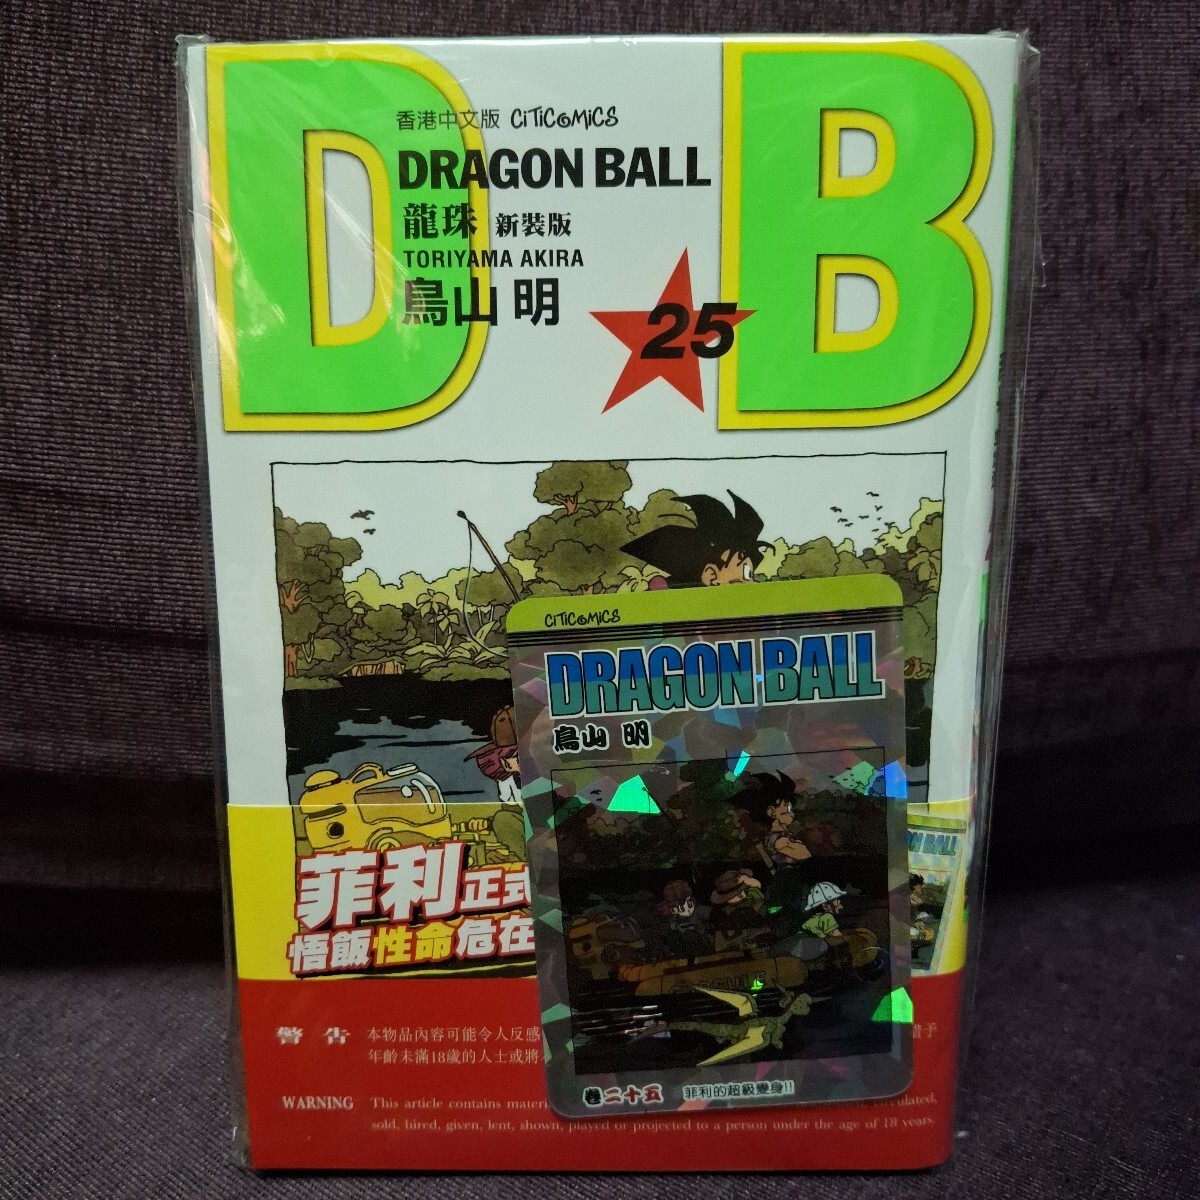 D B
香港中文版 CiTiCoMiCS
DRAGON BALL
龍珠 新裝版
TORIYAMA AKIRA
鳥山 明
25
CiTiCoMiCS
DRAGON BALL
鳥山 明
卷二十五 菲利的超級變身!!
菲利正式
悟飯性命危在
ON BALL
警告 本物品內容可能令人反感
年齡未滿18歲的人士或將
WARNING This article contains materi
circulated,
sold, hired, given, lent, shown, played or projected to a person under the age of 18 years.